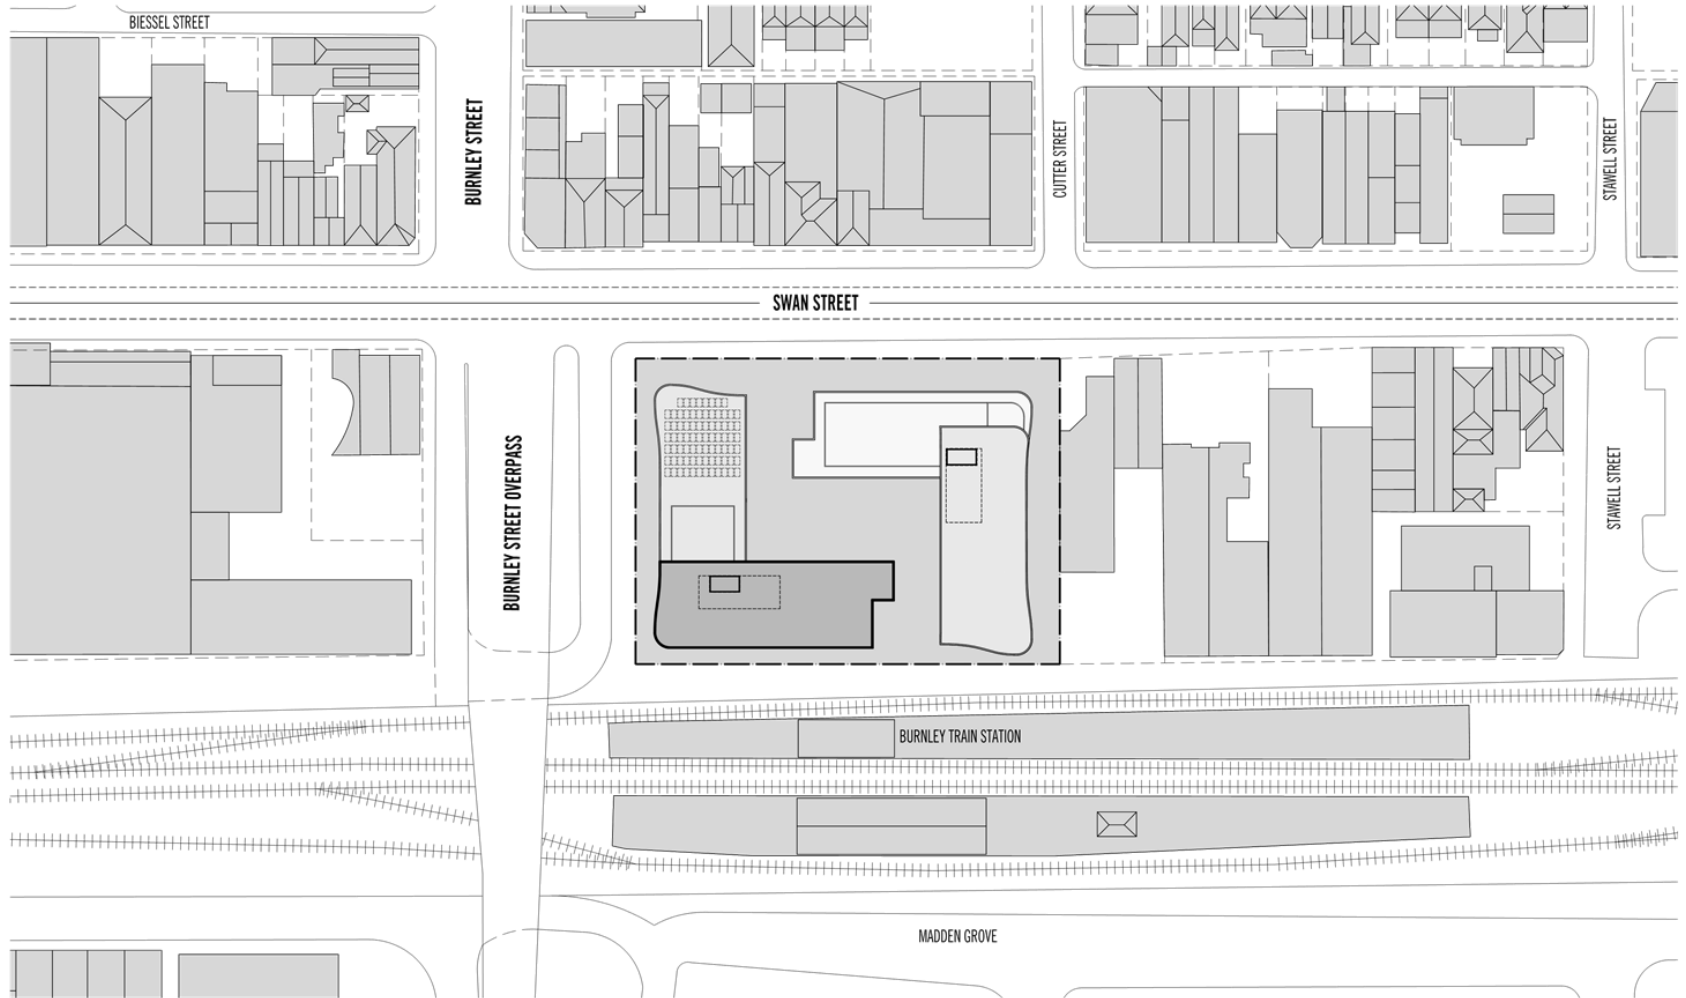 BIESSEL STREET
BURNLEY STREET
CUTTER STREET
STAWELL STREET
SWAN STREET
BURNLEY STREET OVERPASS
STAWELL STREET
BURNLEY TRAIN STATION
MADDEN GROVE